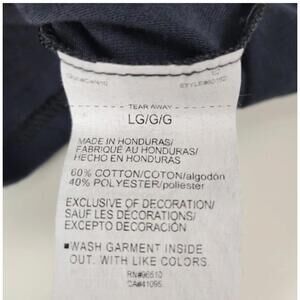 TEAR AWAY
LG/G/G
MADE IN HONDURAS/
FABRIQUÉ AU HONDURAS/
HECHO EN HONDURAS
60% COTTON/COTON/algodón
40% POLYESTER/poliester
EXCLUSIVE OF DECORATION/
SAUF LES DÉCORATIONS/
EXCEPTO DECORACIÓN
■WASH GARMENT INSIDE
OUT. WITH LIKE COLORS.
RN#96510
CA#41095